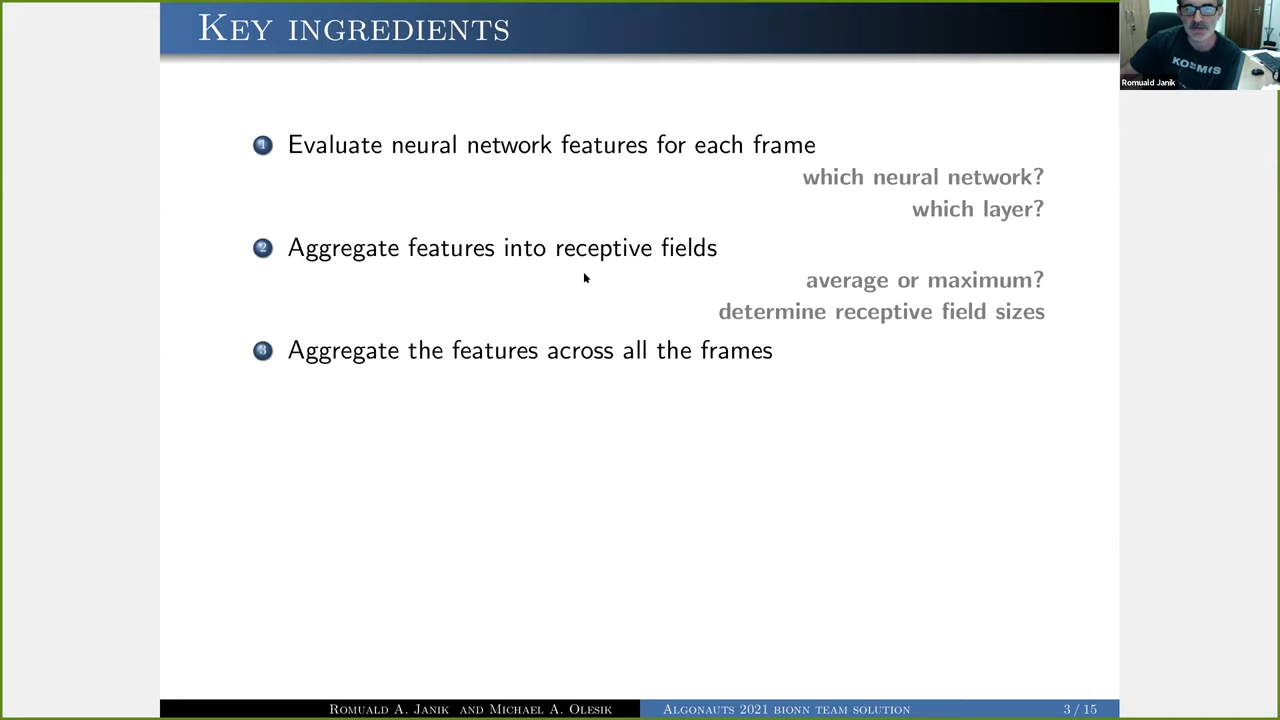 KEY INGREDIENTS
KOSMOS
Romuald Janik
1 Evaluate neural network features for each frame
which neural network?
which layer?
2 Aggregate features into receptive fields
average or maximum?
determine receptive field sizes
3 Aggregate the features across all the frames
ROMUALD A. JANIK AND MICHAEL A. OLESIK
ALGONAUTS 2021 BIONN TEAM SOLUTION
3 / 15